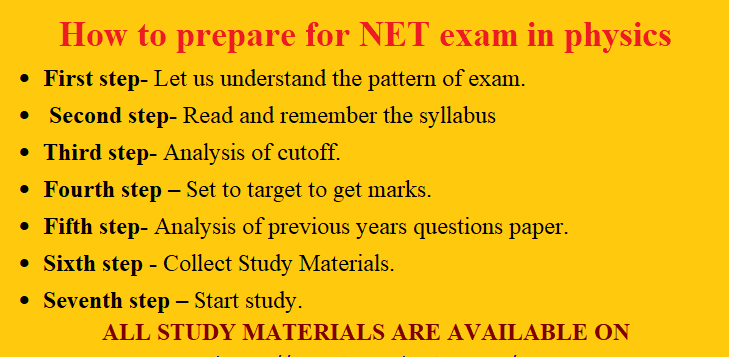 How to prepare for NET exam in physics
• First step- Let us understand the pattern of exam.
• Second step- Read and remember the syllabus
• Third step- Analysis of cutoff.
• Fourth step – Set to target to get marks.
• Fifth step- Analysis of previous years questions paper.
• Sixth step - Collect Study Materials.
• Seventh step – Start study.
ALL STUDY MATERIALS ARE AVAILABLE ON